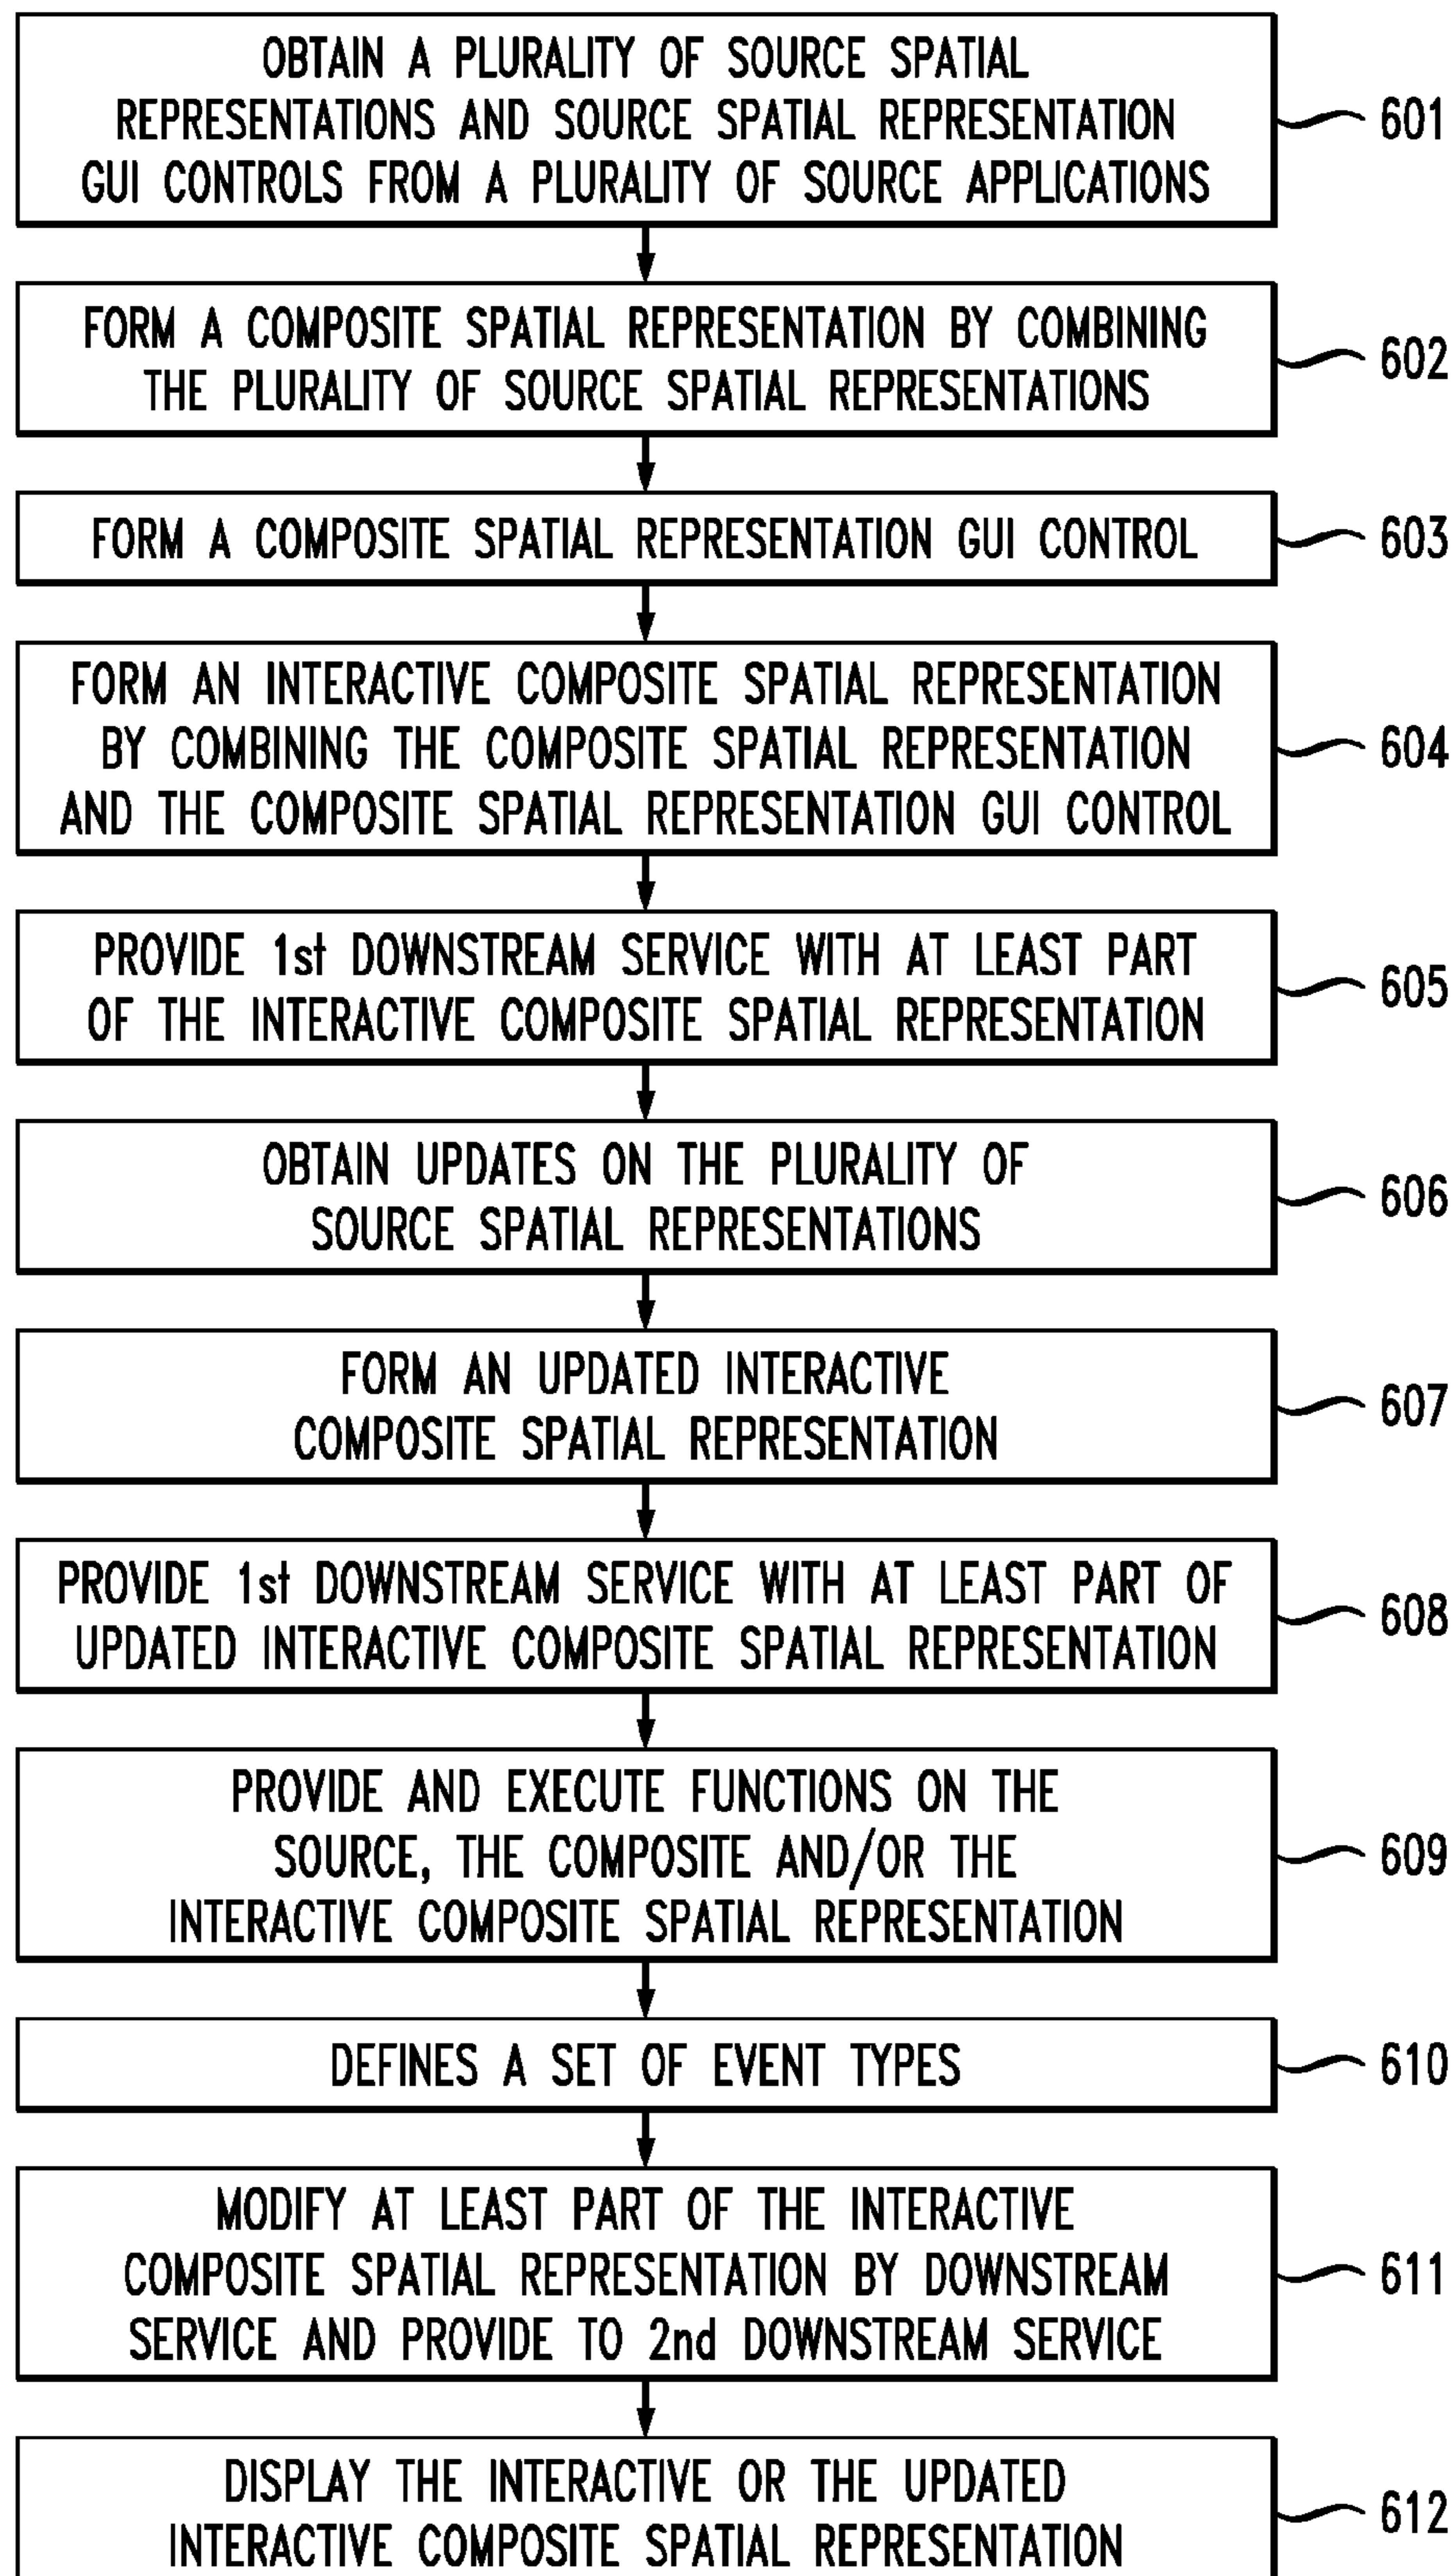 OBTAIN A PLURALITY OF SOURCE SPATIAL
REPRESENTATIONS AND SOURCE SPATIAL REPRESENTATION
GUI CONTROLS FROM A PLURALITY OF SOURCE APPLICATIONS
601
FORM A COMPOSITE SPATIAL REPRESENTATION BY COMBINING
THE PLURALITY OF SOURCE SPATIAL REPRESENTATIONS
602
FORM A COMPOSITE SPATIAL REPRESENTATION GUI CONTROL
603
FORM AN INTERACTIVE COMPOSITE SPATIAL REPRESENTATION
BY COMBINING THE COMPOSITE SPATIAL REPRESENTATION
AND THE COMPOSITE SPATIAL REPRESENTATION GUI CONTROL
604
PROVIDE 1st DOWNSTREAM SERVICE WITH AT LEAST PART
OF THE INTERACTIVE COMPOSITE SPATIAL REPRESENTATION
605
OBTAIN UPDATES ON THE PLURALITY OF
SOURCE SPATIAL REPRESENTATIONS
606
FORM AN UPDATED INTERACTIVE
COMPOSITE SPATIAL REPRESENTATION
607
PROVIDE 1st DOWNSTREAM SERVICE WITH AT LEAST PART OF
UPDATED INTERACTIVE COMPOSITE SPATIAL REPRESENTATION
608
PROVIDE AND EXECUTE FUNCTIONS ON THE
SOURCE, THE COMPOSITE AND/OR THE
INTERACTIVE COMPOSITE SPATIAL REPRESENTATION
609
DEFINES A SET OF EVENT TYPES
610
MODIFY AT LEAST PART OF THE INTERACTIVE
COMPOSITE SPATIAL REPRESENTATION BY DOWNSTREAM
SERVICE AND PROVIDE TO 2nd DOWNSTREAM SERVICE
611
DISPLAY THE INTERACTIVE OR THE UPDATED
INTERACTIVE COMPOSITE SPATIAL REPRESENTATION
612